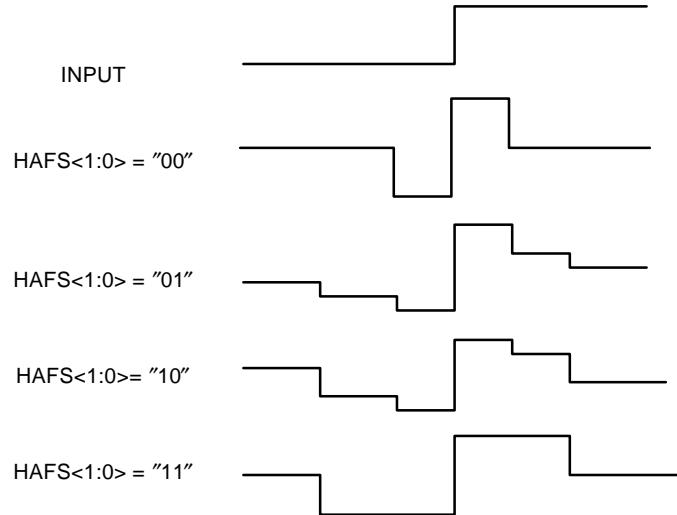 INPUT
HAFS<1:0> = ″00″
HAFS<1:0> = ″01″
HAFS<1:0>= ″10″
HAFS<1:0> = ″11″